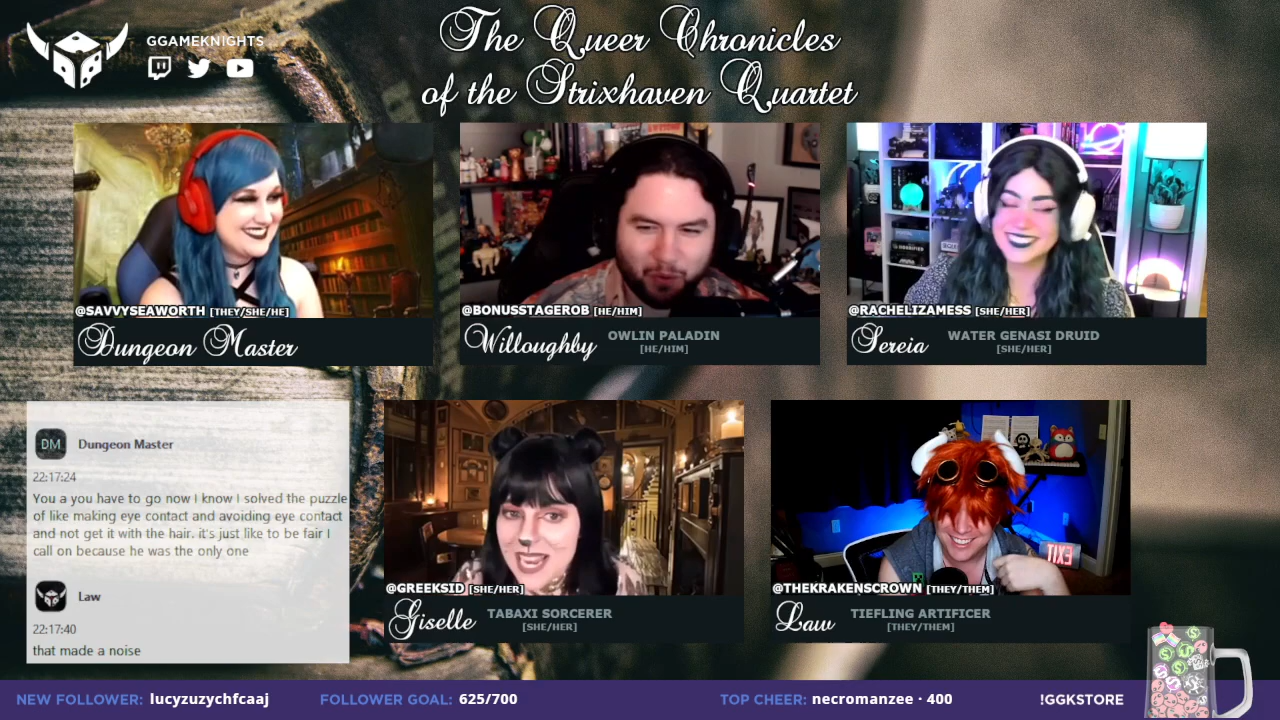 GGAMEKNIGHTS
The Queer Chronicles
of the Strixhaven Quartet
@SAVVYSEAWORTH [THEY/SHE/HE]
Dungeon Master
@BONUSSTAGEROB [HE/HIM]
Willoughby
OWLIN PALADIN
[HE/HIM]
@RACHELIZAMESS [SHE/HER]
Sereia
WATER GENASI DRUID
[SHE/HER]
DM Dungeon Master
22:17:24
You a you have to go now I know I solved the puzzle
of like making eye contact and avoiding eye contact
and not get it with the hair. it's just like to be fair I
call on because he was the only one
Law
22:17:40
that made a noise
@GREEKSID [SHE/HER]
Giselle
TABAXI SORCERER
[SHE/HER]
EXIT
@THEKRAKENSCROWN [THEY/THEM]
Law
TIEFLING ARTIFICER
[THEY/THEM]
NEW FOLLOWER: lucyzuzychfcaaj
FOLLOWER GOAL: 625/700
TOP CHEER: necromanzee · 400
!GGKSTORE